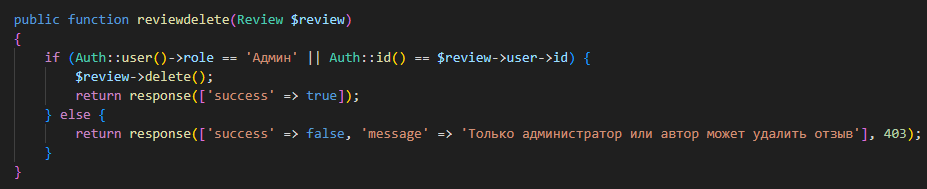 public function reviewdelete(Review $review)
{
    if (Auth::user()->role == 'Админ' || Auth::id() == $review->user->id) {
        $review->delete();
        return response(['success' => true]);
    } else {
        return response(['success' => false, 'message' => 'Только администратор или автор может удалить отзыв'], 403);
    }
}